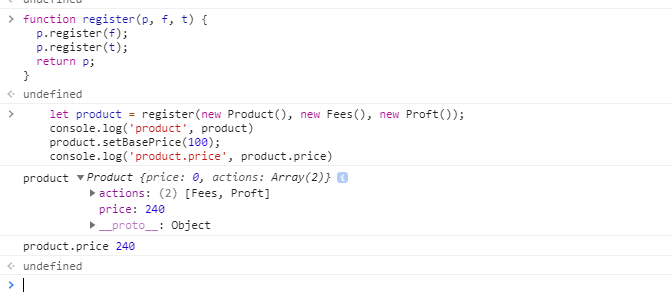 undefined
function register(p, f, t) {
p.register(f);
p.register(t);
return p;
}
undefined
let product = register(new Product(), new Fees(), new Proft());
console.log('product', product)
product.setBasePrice(100);
console.log('product.price', product.price)
product ▼Product {price: 0, actions: Array(2)} i
▶actions: (2) [Fees, Proft]
price: 240
▶__proto__: Object
product.price 240
undefined